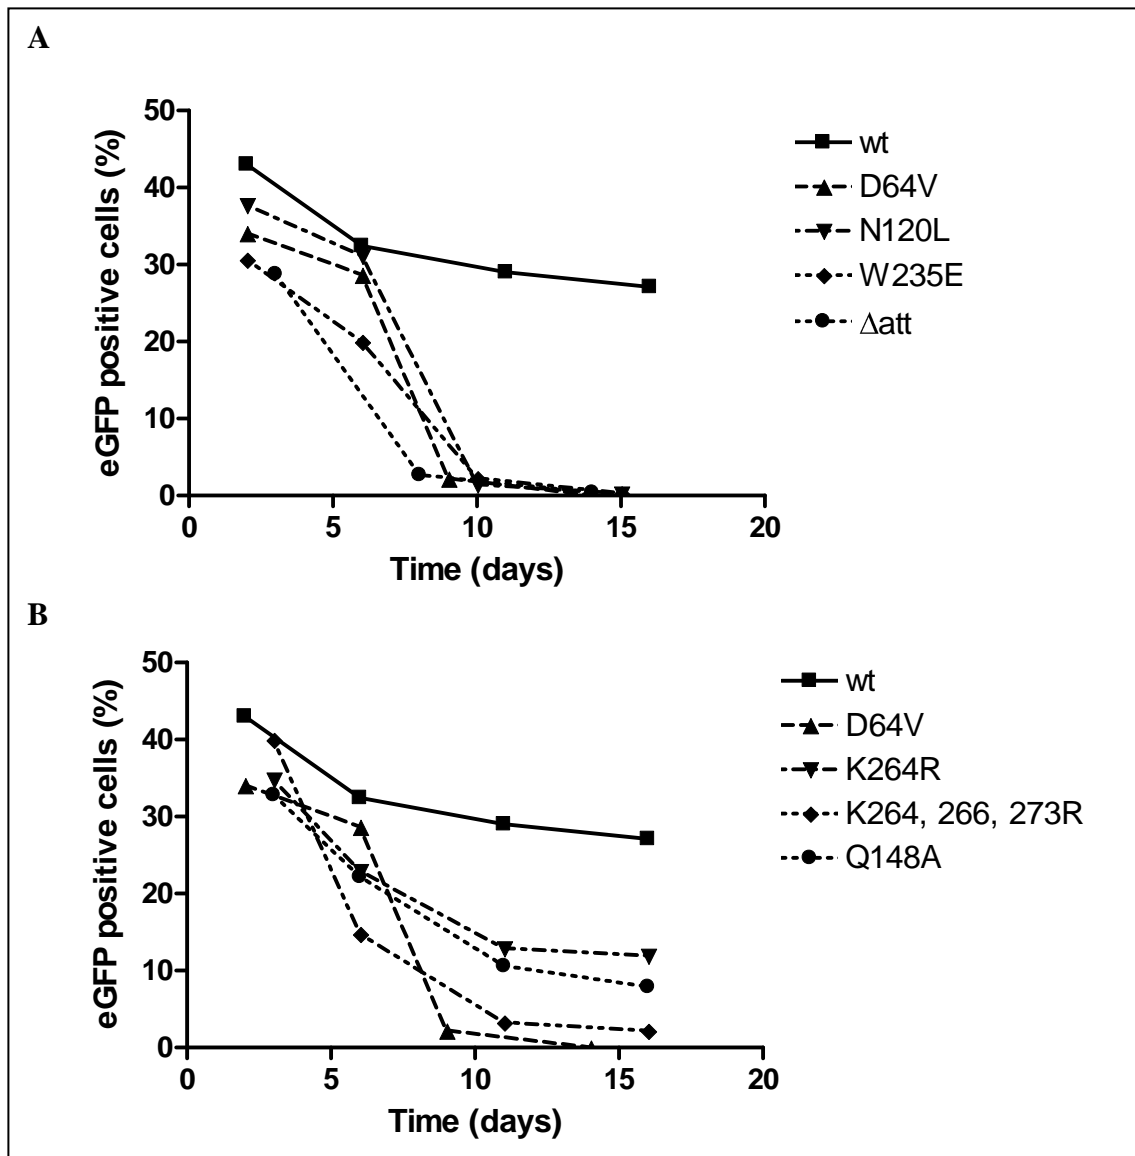 A
50
40
30
20
10
0
eGFP positive cells (%)
0 5 10 15 20
Time (days)
wt
D64V
N120L
W235E
Δatt
B
50
40
30
20
10
0
eGFP positive cells (%)
0 5 10 15 20
Time (days)
wt
D64V
K264R
K264, 266, 273R
Q148A